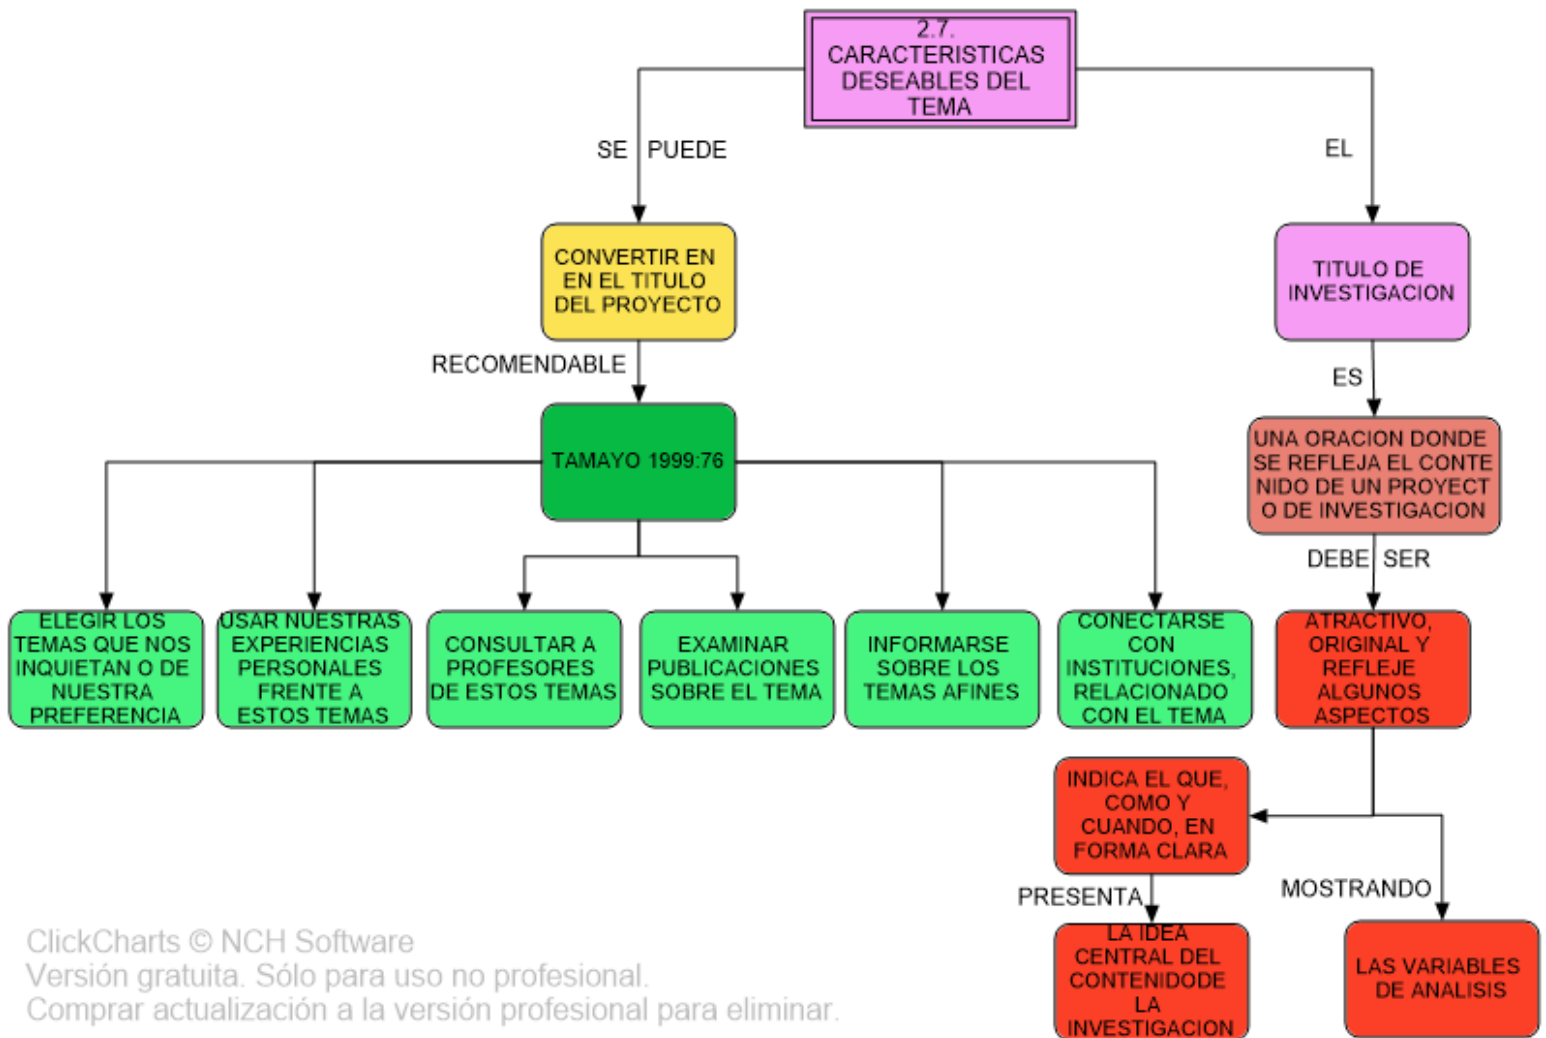 2.7.
CARACTERISTICAS
DESEABLES DEL
TEMA
SE PUEDE
EL
CONVERTIR EN
EN EL TITULO
DEL PROYECTO
TITULO DE
INVESTIGACION
RECOMENDABLE
ES
TAMAYO 1999:76
UNA ORACION DONDE
SE REFLEJA EL CONTE
NIDO DE UN PROYECT
O DE INVESTIGACION
DEBE SER
ELEGIR LOS
TEMAS QUE NOS
INQUIETAN O DE
NUESTRA
PREFERENCIA
USAR NUESTRAS
EXPERIENCIAS
PERSONALES
FRENTE A
ESTOS TEMAS
CONSULTAR A
PROFESORES
DE ESTOS TEMAS
EXAMINAR
PUBLICACIONES
SOBRE EL TEMA
INFORMARSE
SOBRE LOS
TEMAS AFINES
CONECTARSE
CON
INSTITUCIONES,
RELACIONADO
CON EL TEMA
ATRACTIVO,
ORIGINAL Y
REFLEJE
ALGUNOS
ASPECTOS
INDICA EL QUE,
COMO Y
CUANDO, EN
FORMA CLARA
PRESENTA
MOSTRANDO
LA IDEA
CENTRAL DEL
CONTENIDODE
LA
INVESTIGACION
LAS VARIABLES
DE ANALISIS
ClickCharts © NCH Software
Versión gratuita. Sólo para uso no profesional.
Comprar actualización a la versión profesional para eliminar.